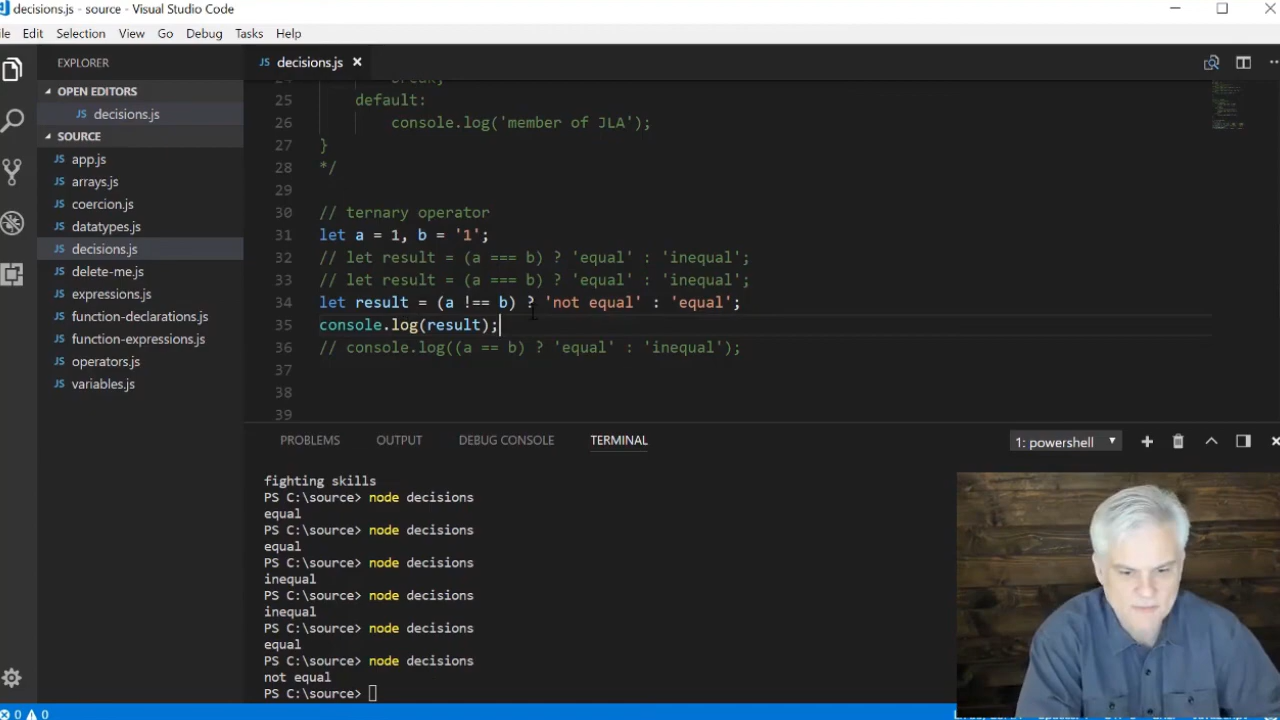 decisions.js - source - Visual Studio Code
ile Edit Selection View Go Debug Tasks Help
EXPLORER
OPEN EDITORS
JS decisions.js
SOURCE
JS app.js
JS arrays.js
JS coercion.js
JS datatypes.js
JS decisions.js
JS delete-me.js
JS expressions.js
JS function-declarations.js
JS function-expressions.js
JS operators.js
JS variables.js
JS decisions.js
24 break;
25 default:
26 console.log('member of JLA');
27 }
28 */
29
30 // ternary operator
31 let a = 1, b = '1';
32 // let result = (a === b) ? 'equal' : 'inequal';
33 // let result = (a === b) ? 'equal' : 'inequal';
34 let result = (a !== b) ? 'not equal' : 'equal';
35 console.log(result);
36 // console.log((a == b) ? 'equal' : 'inequal');
37
38
39
PROBLEMS OUTPUT DEBUG CONSOLE TERMINAL 1: powershell
fighting skills
PS C:\source> node decisions
equal
PS C:\source> node decisions
equal
PS C:\source> node decisions
inequal
PS C:\source> node decisions
inequal
PS C:\source> node decisions
equal
PS C:\source> node decisions
not equal
PS C:\source>
0 0